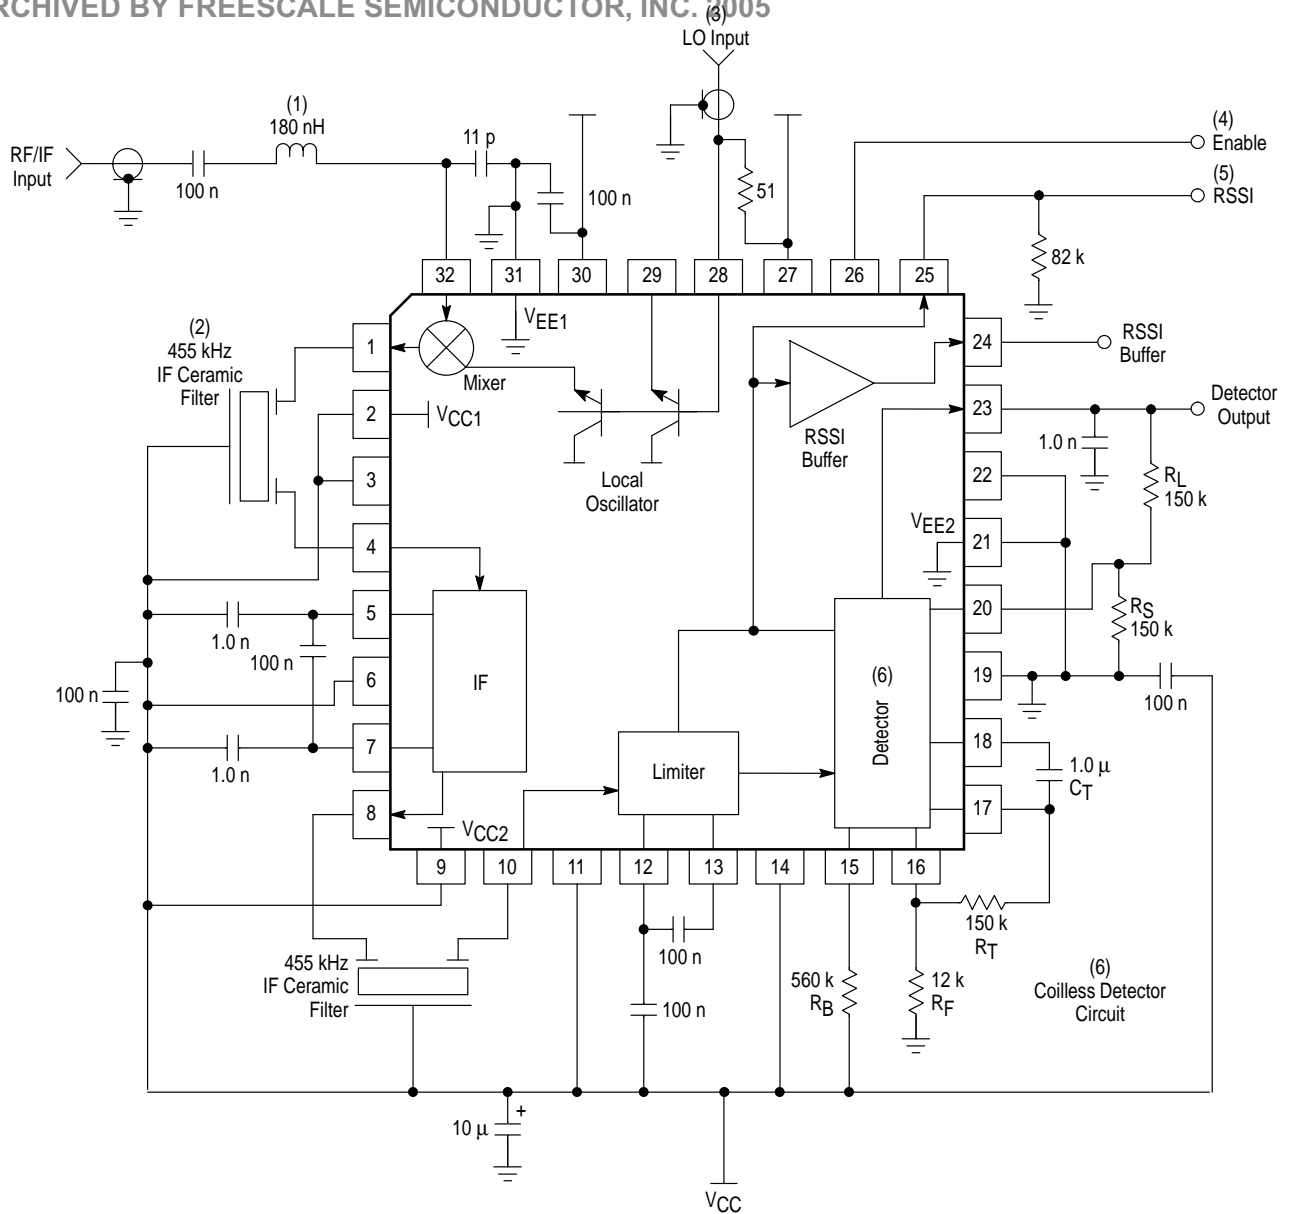 RCHIVED BY FREESCALE SEMICONDUCTOR, INC. 2005
(3)
LO Input
(1)
180 nH
11 p
RF/IF
Input
100 n
100 n
51
(4)
Enable
(5)
RSSI
82 k
32
31
30
29
28
27
26
25
VEE1
(2)
455 kHz
IF Ceramic
Filter
1
Mixer
2
VCC1
3
4
5
6
7
8
Local
Oscillator
RSSI
Buffer
24
RSSI
Buffer
23
Detector
Output
1.0 n
22
RL
150 k
VEE2
21
20
RS
150 k
19
100 n
18
1.0 µ
CT
17
1.0 n
100 n
100 n
1.0 n
IF
(6)
Detector
Limiter
VCC2
9
10
11
12
13
14
15
16
150 k
RT
455 kHz
IF Ceramic
Filter
100 n
100 n
560 k
RB
12 k
RF
(6)
Coilless Detector
Circuit
10 µ
+
VCC